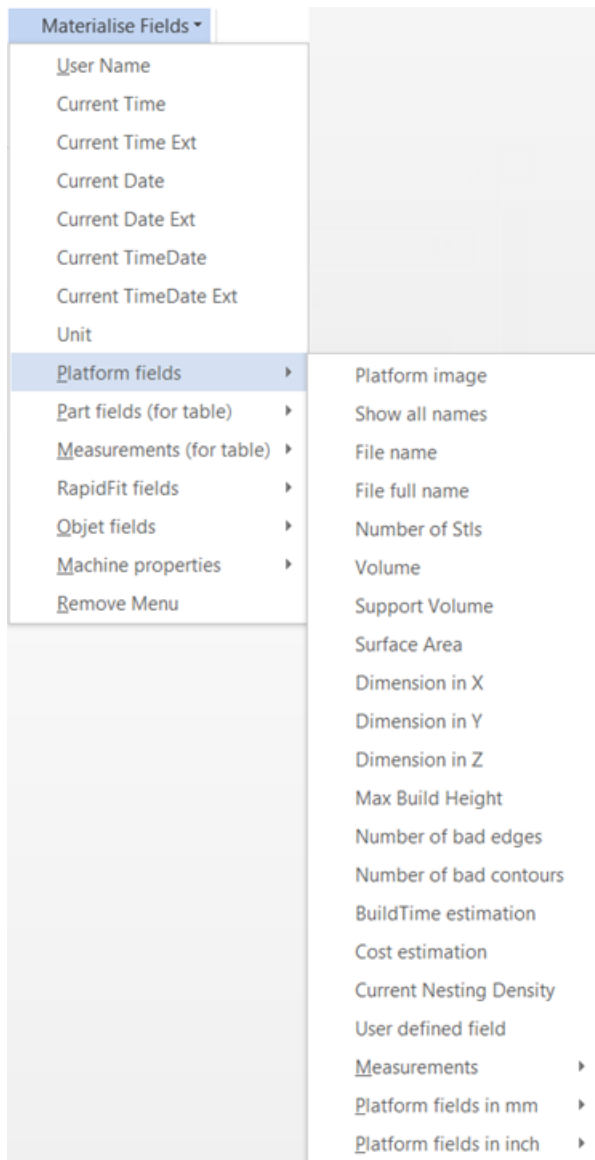 Materialise Fields
User Name
Current Time
Current Time Ext
Current Date
Current Date Ext
Current TimeDate
Current TimeDate Ext
Unit
Platform fields
Part fields (for table)
Measurements (for table)
RapidFit fields
Objet fields
Machine properties
Remove Menu
Platform image
Show all names
File name
File full name
Number of Stls
Volume
Support Volume
Surface Area
Dimension in X
Dimension in Y
Dimension in Z
Max Build Height
Number of bad edges
Number of bad contours
BuildTime estimation
Cost estimation
Current Nesting Density
User defined field
Measurements
Platform fields in mm
Platform fields in inch